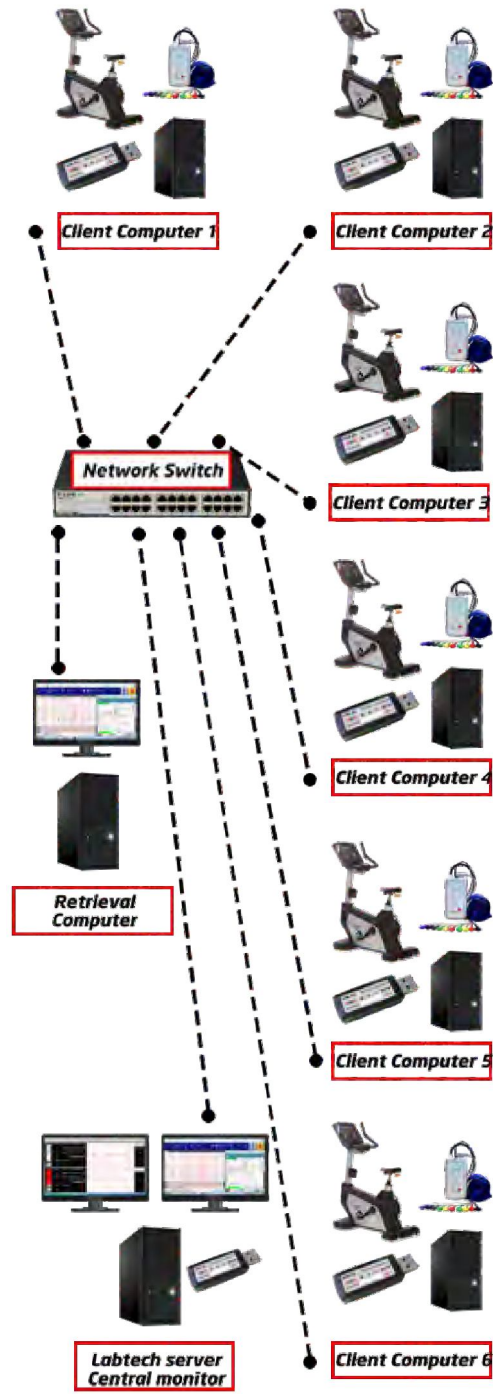 Client Computer 1
Client Computer 2
Client Computer 3
Network Switch
Client Computer 4
Retrieval
Computer
Client Computer 5
Labtech server
Central monitor
Client Computer 6